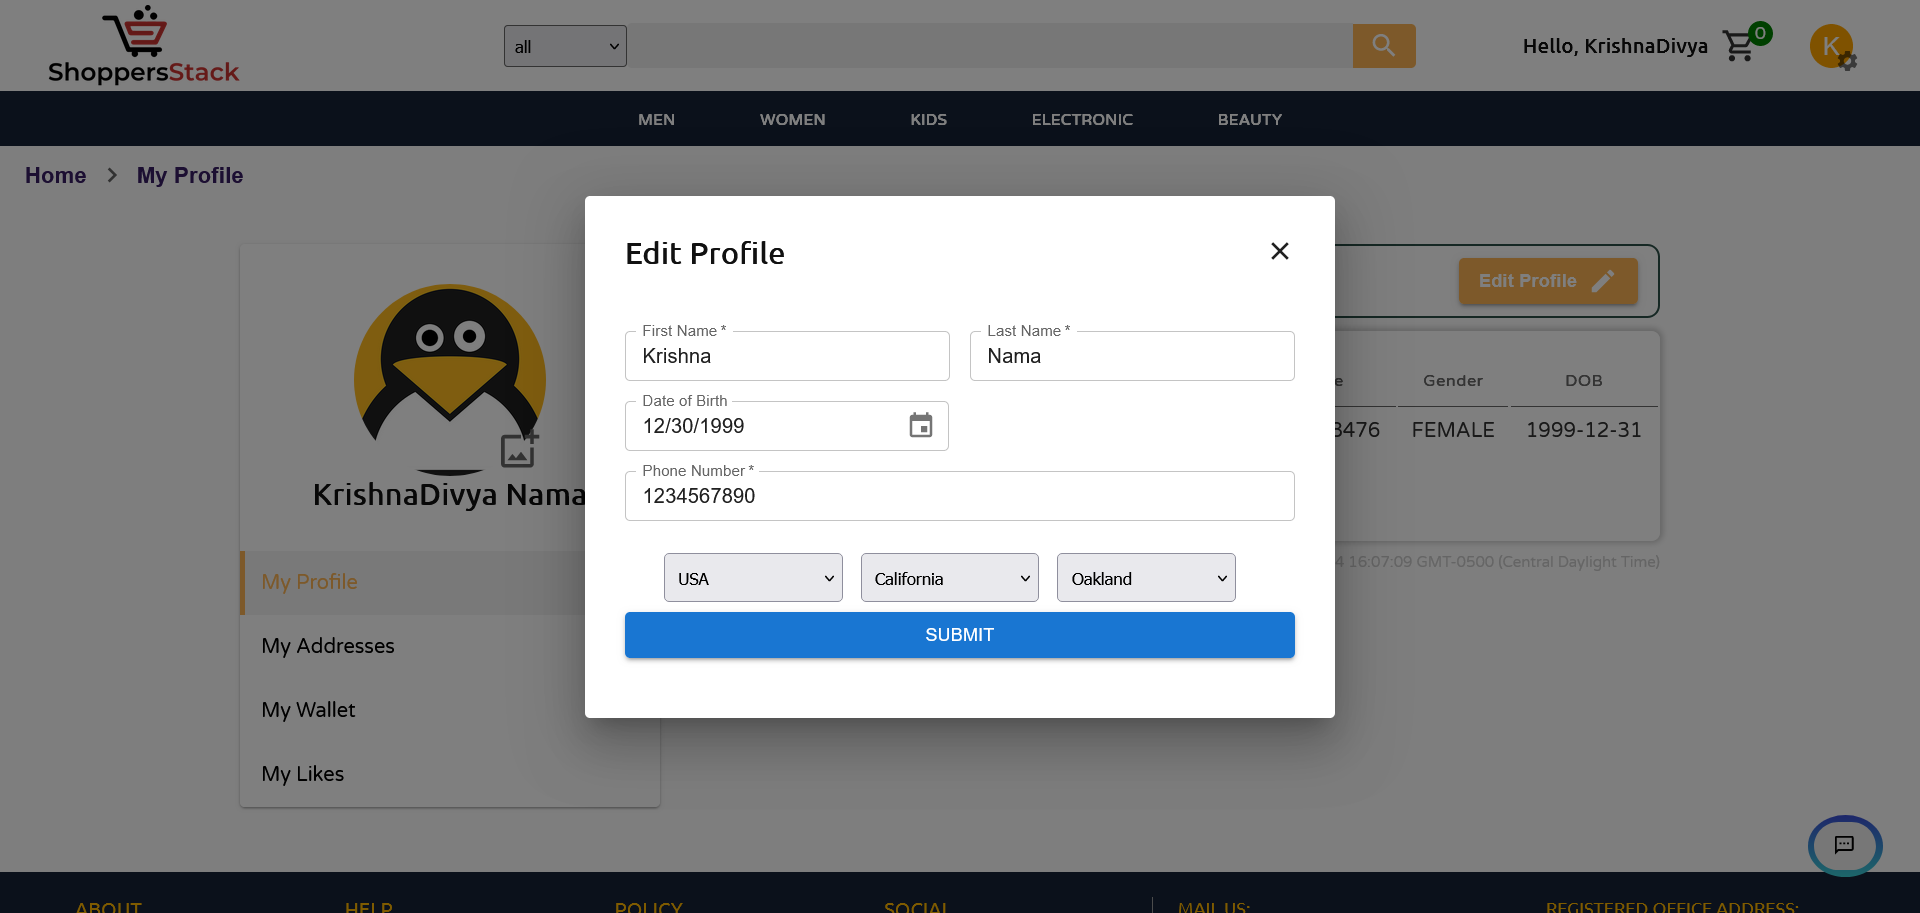 ShoppersStack
all
Hello, KrishnaDivya
0
K
MEN
WOMEN
KIDS
ELECTRONIC
BEAUTY
Home
My Profile
Edit Profile
Edit Profile
First Name *
Krishna
Last Name *
Nama
Gender
DOB
Date of Birth
12/30/1999
8476
FEMALE
1999-12-31
Phone Number *
1234567890
KrishnaDivya Nama
4 16:07:09 GMT-0500 (Central Daylight Time)
USA
California
Oakland
SUBMIT
My Profile
My Addresses
My Wallet
My Likes
ABOUT
HELP
POLICY
SOCIAL
MAIL US:
REGISTERED OFFICE ADDRESS: